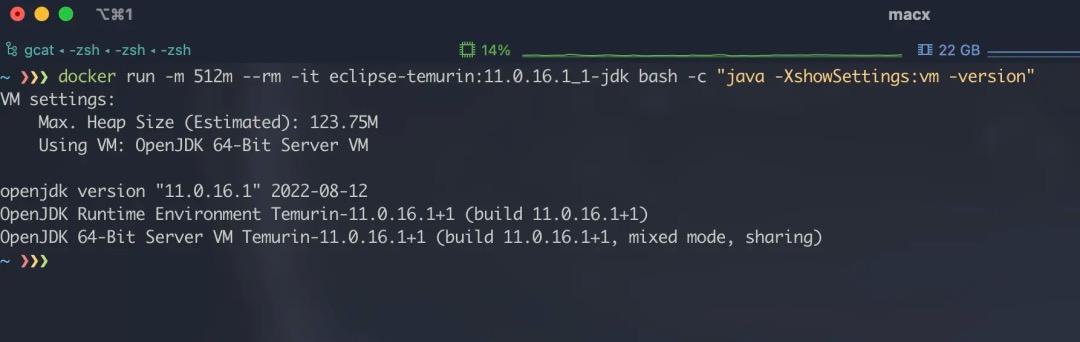 ⌥⌘1
macx
gcat ◂ -zsh ◂ -zsh ◂ -zsh
14%
22 GB
~ ❯❯❯ docker run -m 512m --rm -it eclipse-temurin:11.0.16.1_1-jdk bash -c "java -XshowSettings:vm -version"
VM settings:
    Max. Heap Size (Estimated): 123.75M
    Using VM: OpenJDK 64-Bit Server VM

openjdk version "11.0.16.1" 2022-08-12
OpenJDK Runtime Environment Temurin-11.0.16.1+1 (build 11.0.16.1+1)
OpenJDK 64-Bit Server VM Temurin-11.0.16.1+1 (build 11.0.16.1+1, mixed mode, sharing)
~ ❯❯❯